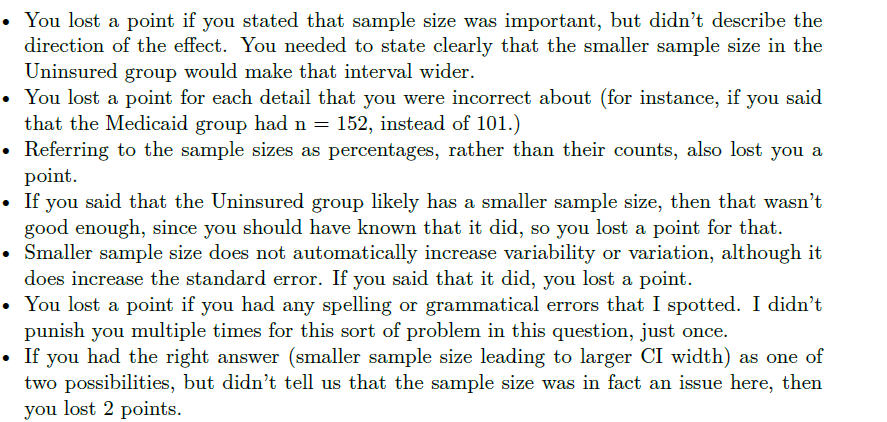 • You lost a point if you stated that sample size was important, but didn’t describe the
direction of the effect. You needed to state clearly that the smaller sample size in the
Uninsured group would make that interval wider.
• You lost a point for each detail that you were incorrect about (for instance, if you said
that the Medicaid group had n = 152, instead of 101.)
• Referring to the sample sizes as percentages, rather than their counts, also lost you a
point.
• If you said that the Uninsured group likely has a smaller sample size, then that wasn’t
good enough, since you should have known that it did, so you lost a point for that.
• Smaller sample size does not automatically increase variability or variation, although it
does increase the standard error. If you said that it did, you lost a point.
• You lost a point if you had any spelling or grammatical errors that I spotted. I didn’t
punish you multiple times for this sort of problem in this question, just once.
• If you had the right answer (smaller sample size leading to larger CI width) as one of
two possibilities, but didn’t tell us that the sample size was in fact an issue here, then
you lost 2 points.